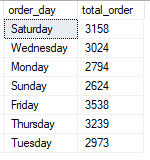 order_day total_order
Saturday 3158
Wednesday 3024
Monday 2794
Sunday 2624
Friday 3538
Thursday 3239
Tuesday 2973